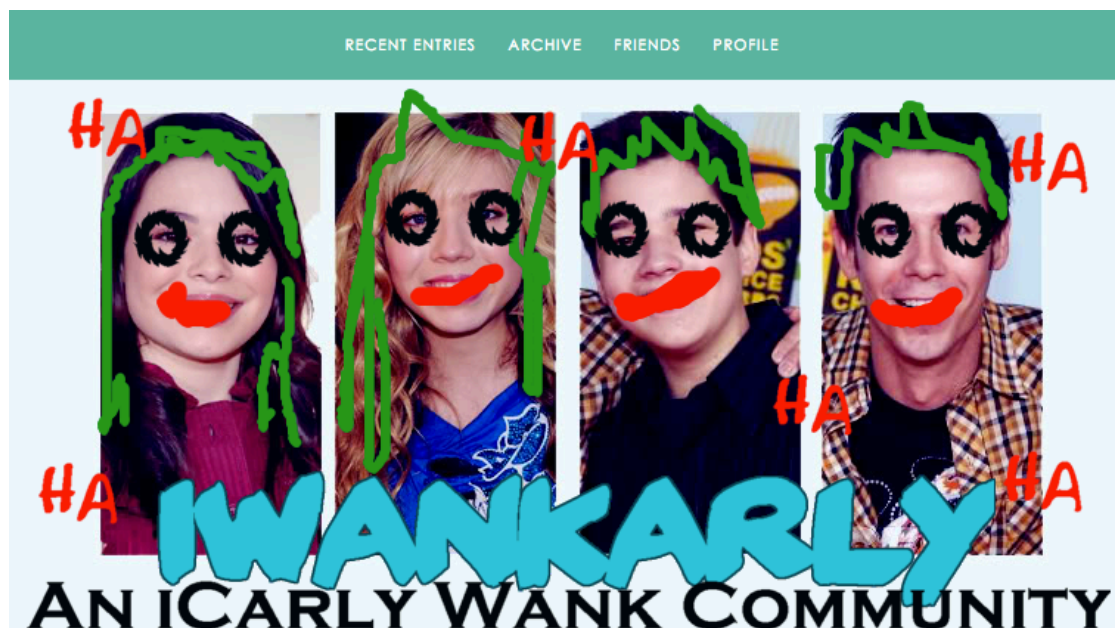 RECENT ENTRIES ARCHIVE FRIENDS PROFILE
HA
HA
HA
HA
HA
HA
IWANKARLY
AN ICARLY WANK COMMUNITY